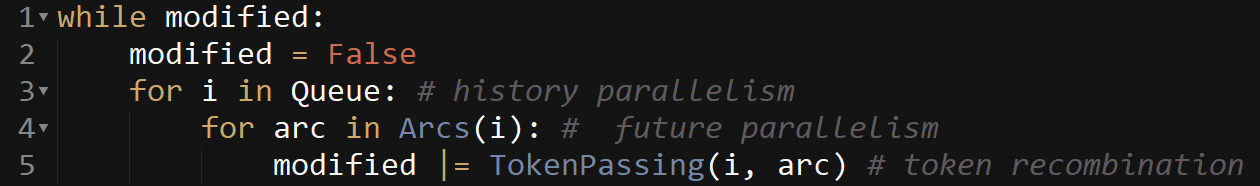 1 while modified:
2 modified = False
3 for i in Queue: # history parallelism
4 for arc in Arcs(i): #  future parallelism
5 modified |= TokenPassing(i, arc) # token recombination